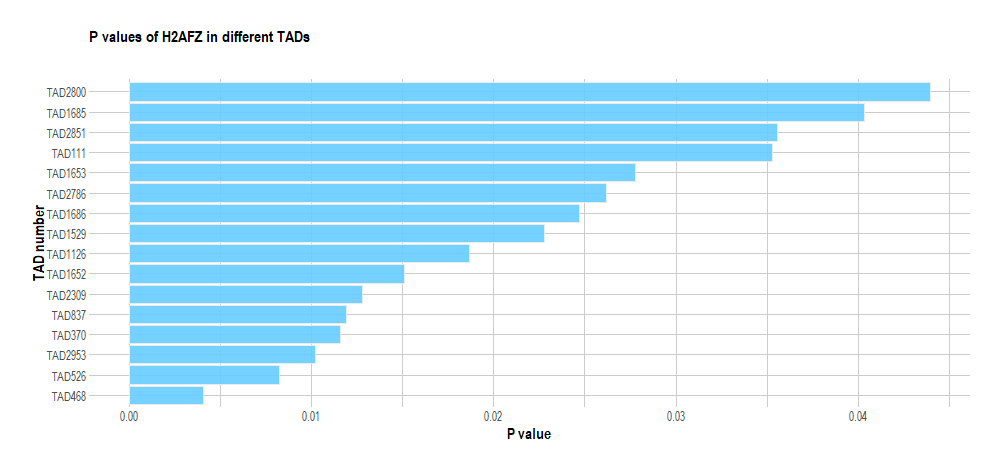 P values of H2AFZ in different TADs
TAD number
TAD2800
TAD1685
TAD2851
TAD111
TAD1653
TAD2786
TAD1686
TAD1529
TAD1126
TAD1652
TAD2309
TAD837
TAD370
TAD2953
TAD526
TAD468
0.00 0.01 0.02 0.03 0.04
P value